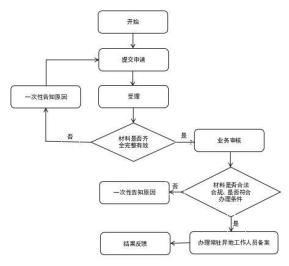 开始
提交申请
一次性告知原因
受理
材料是否齐
全完整有效
否
是
业务审核
材料是否合法
合规，是否符合
办理条件
否
一次性告知原因
是
结果反馈
办理常驻异地工作人员备案